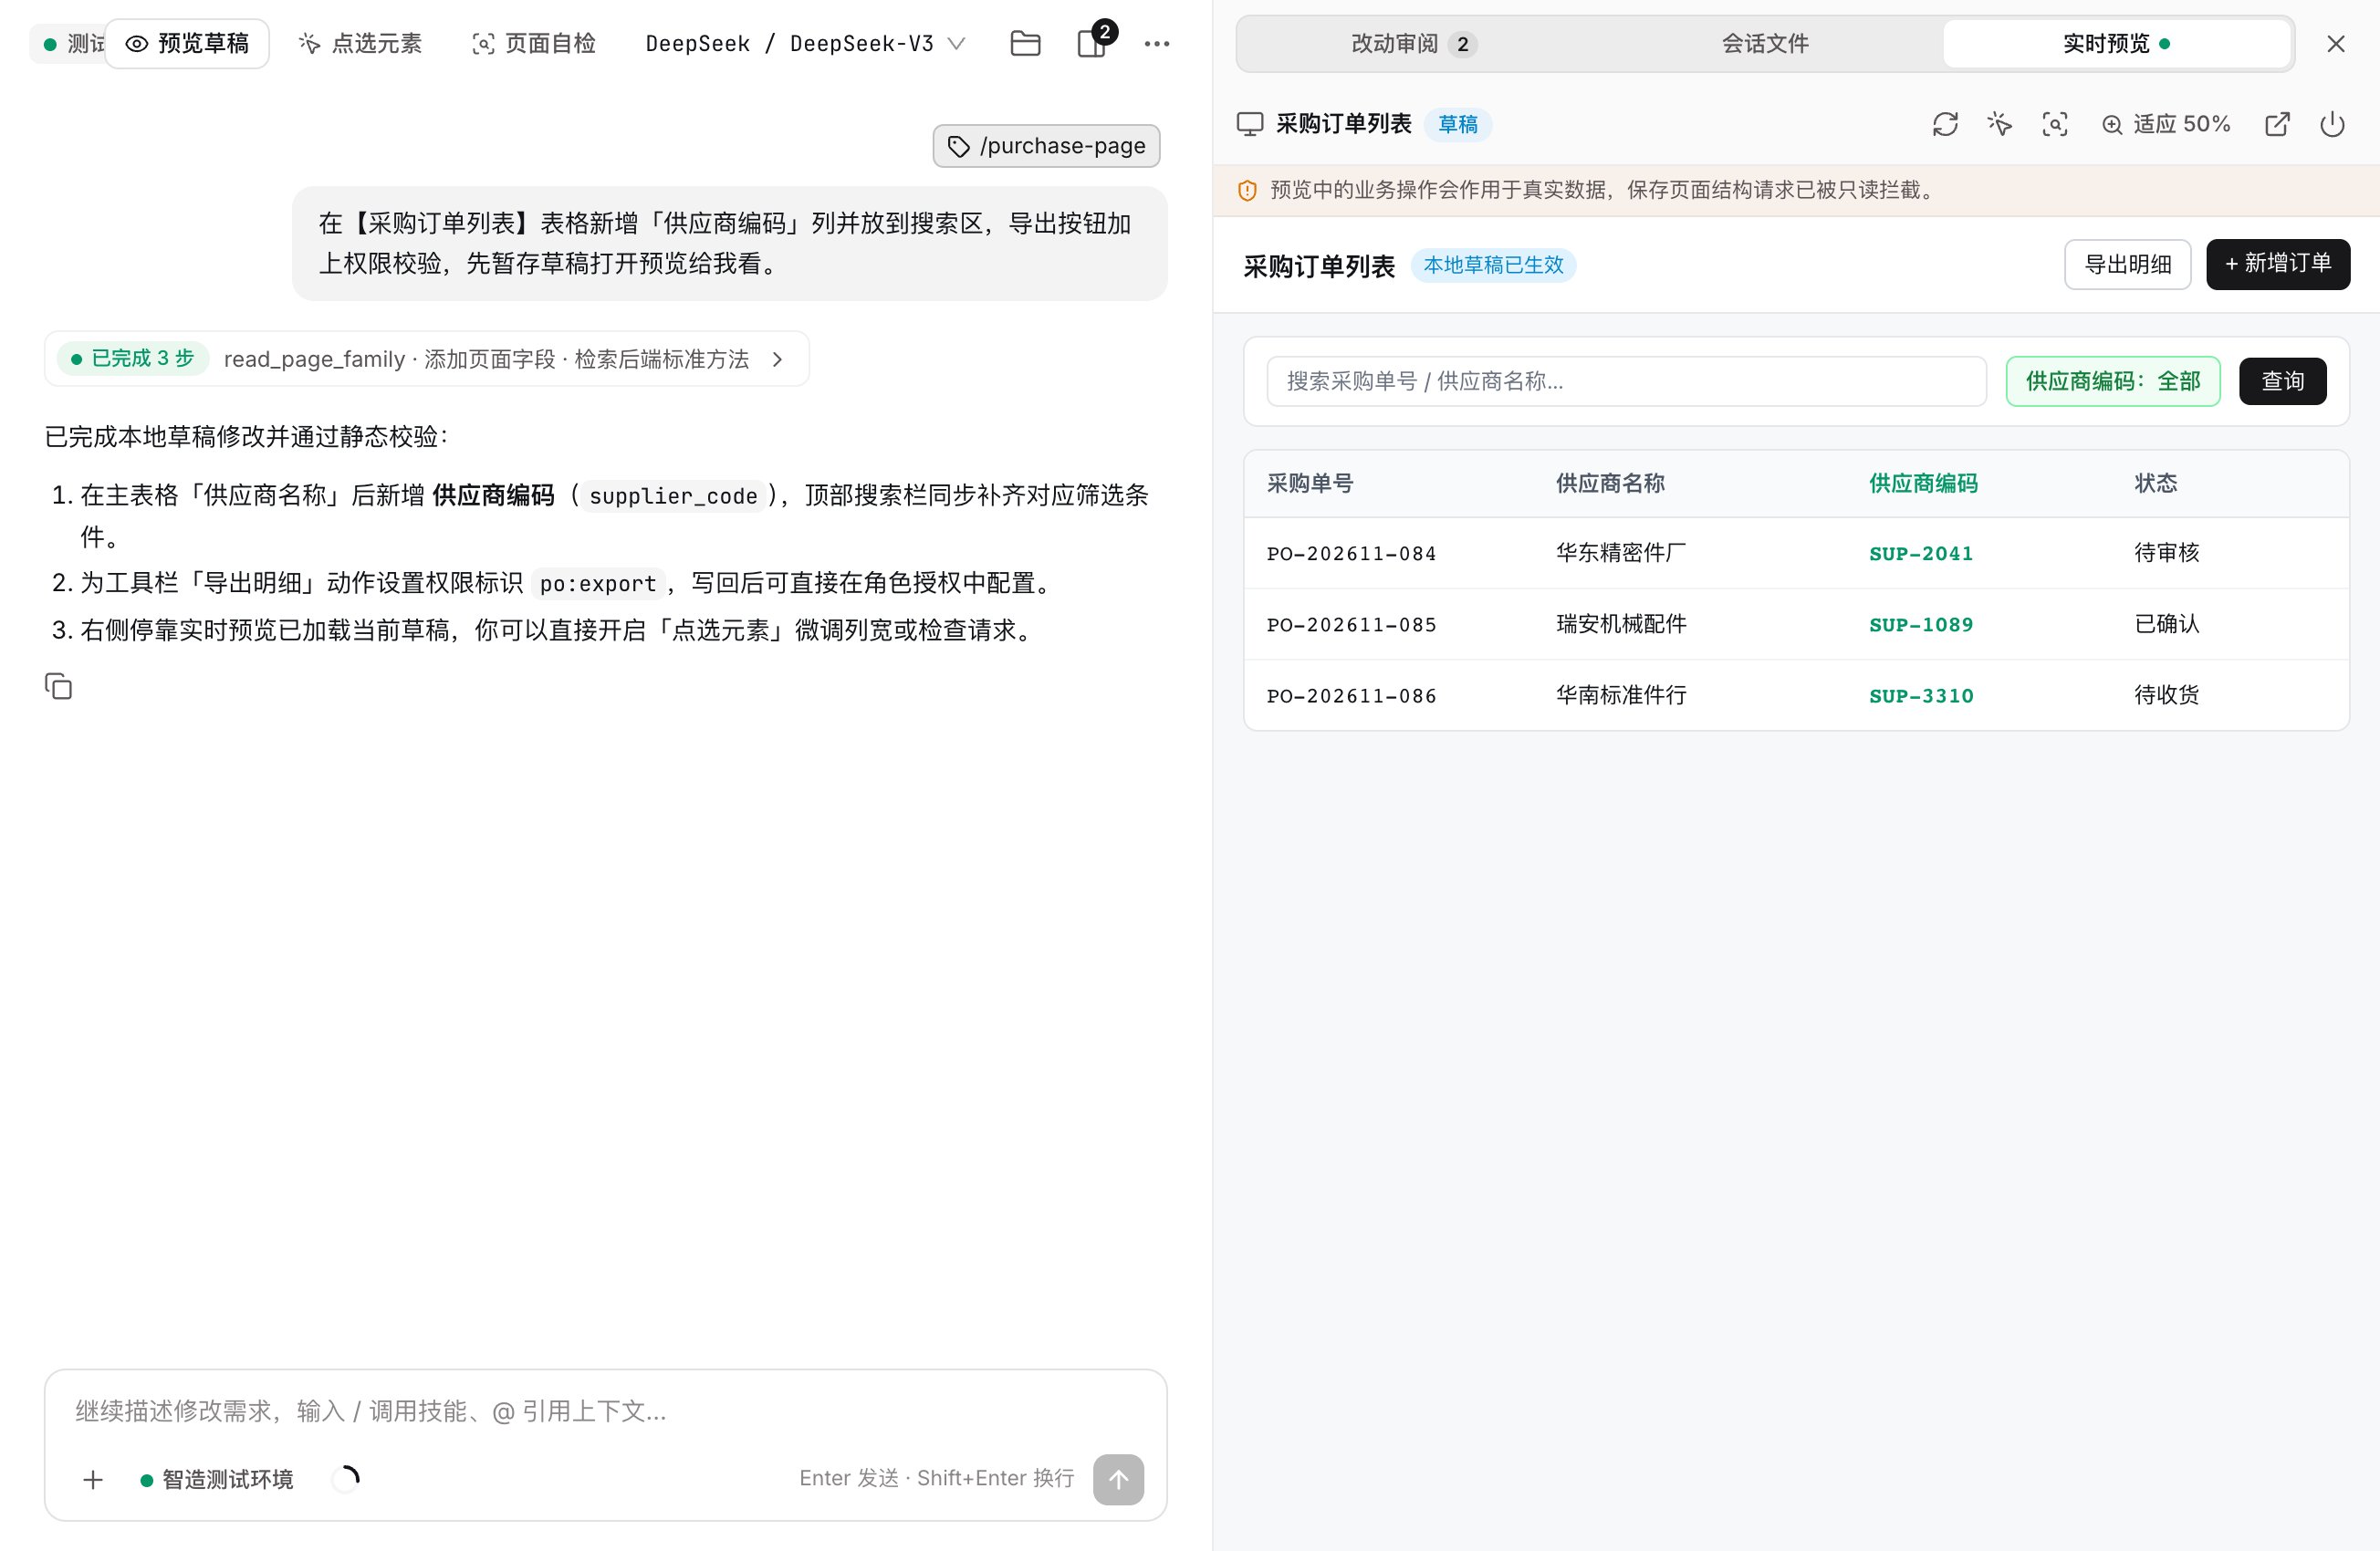 测试
预览草稿
点选元素
页面自检
DeepSeek / DeepSeek-V3
2
/purchase-page
在【采购订单列表】表格新增「供应商编码」列并放到搜索区，导出按钮加
上权限校验，先暂存草稿打开预览给我看。
已完成 3 步 read_page_family · 添加页面字段 · 检索后端标准方法
已完成本地草稿修改并通过静态校验：
1. 在主表格「供应商名称」后新增 供应商编码（supplier_code），顶部搜索栏同步补齐对应筛选条
件。
2. 为工具栏「导出明细」动作设置权限标识 po:export，写回后可直接在角色授权中配置。
3. 右侧停靠实时预览已加载当前草稿，你可以直接开启「点选元素」微调列宽或检查请求。
继续描述修改需求，输入 / 调用技能、@ 引用上下文...
智造测试环境
Enter 发送 · Shift+Enter 换行
改动审阅 2
会话文件
实时预览
采购订单列表 草稿
适应 50%
预览中的业务操作会作用于真实数据，保存页面结构请求已被只读拦截。
采购订单列表 本地草稿已生效
导出明细
+ 新增订单
搜索采购单号 / 供应商名称...
供应商编码：全部
查询
采购单号 供应商名称 供应商编码 状态
PO-202611-084 华东精密件厂 SUP-2041 待审核
PO-202611-085 瑞安机械配件 SUP-1089 已确认
PO-202611-086 华南标准件行 SUP-3310 待收货